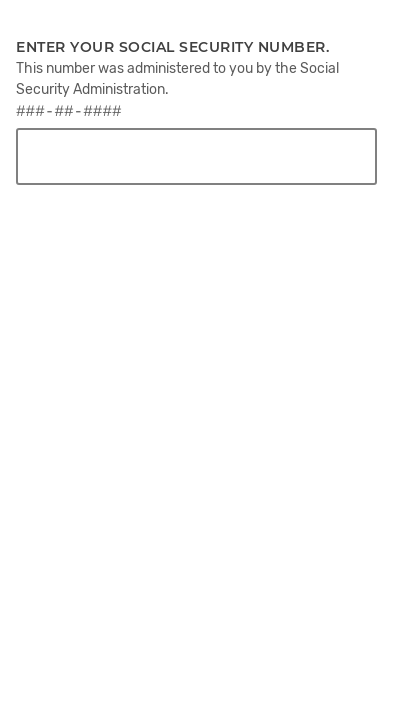 ENTER YOUR SOCIAL SECURITY NUMBER.
This number was administered to you by the Social
Security Administration.
###-##-####